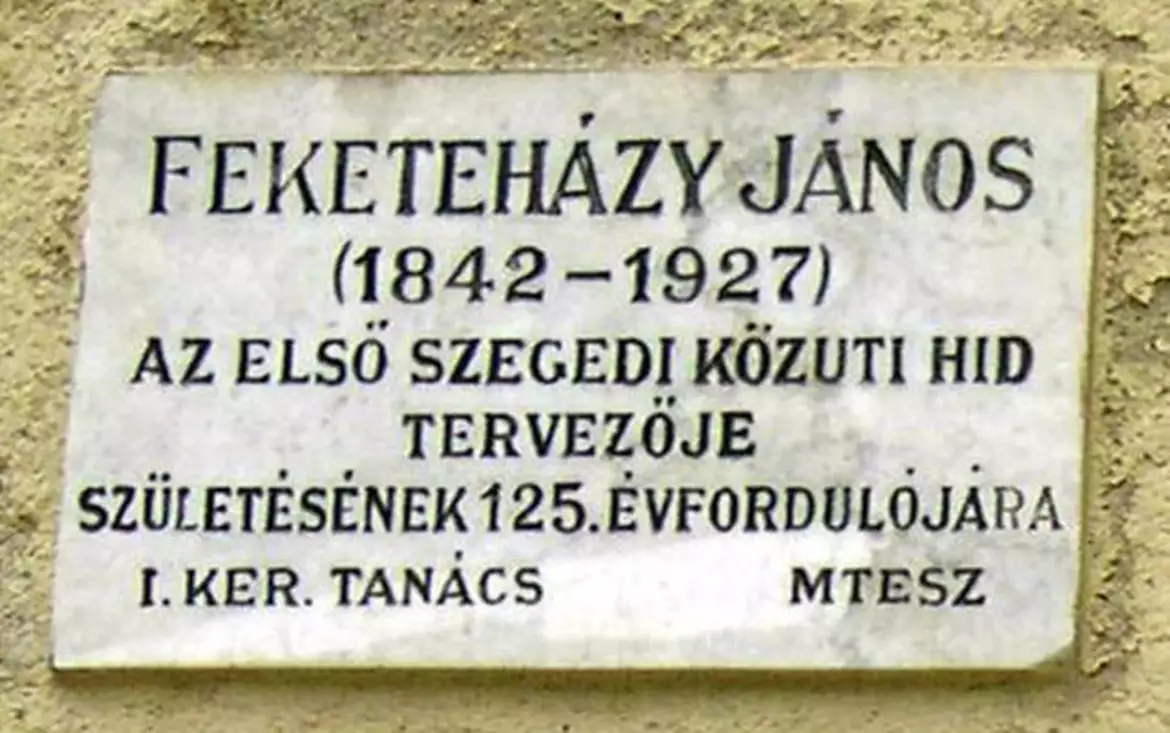 FEKETEHÁZY JÁNOS
(1842–1927)
AZ ELSŐ SZEGEDI KÖZUTI HID
TERVEZŐJE
SZÜLETÉSÉNEK 125. ÉVFORDULÓJÁRA
I. KER. TANÁCS MTESZ